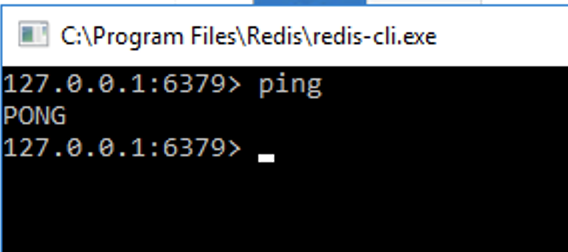 C:\Program Files\Redis\redis-cli.exe
127.0.0.1:6379> ping
PONG
127.0.0.1:6379>